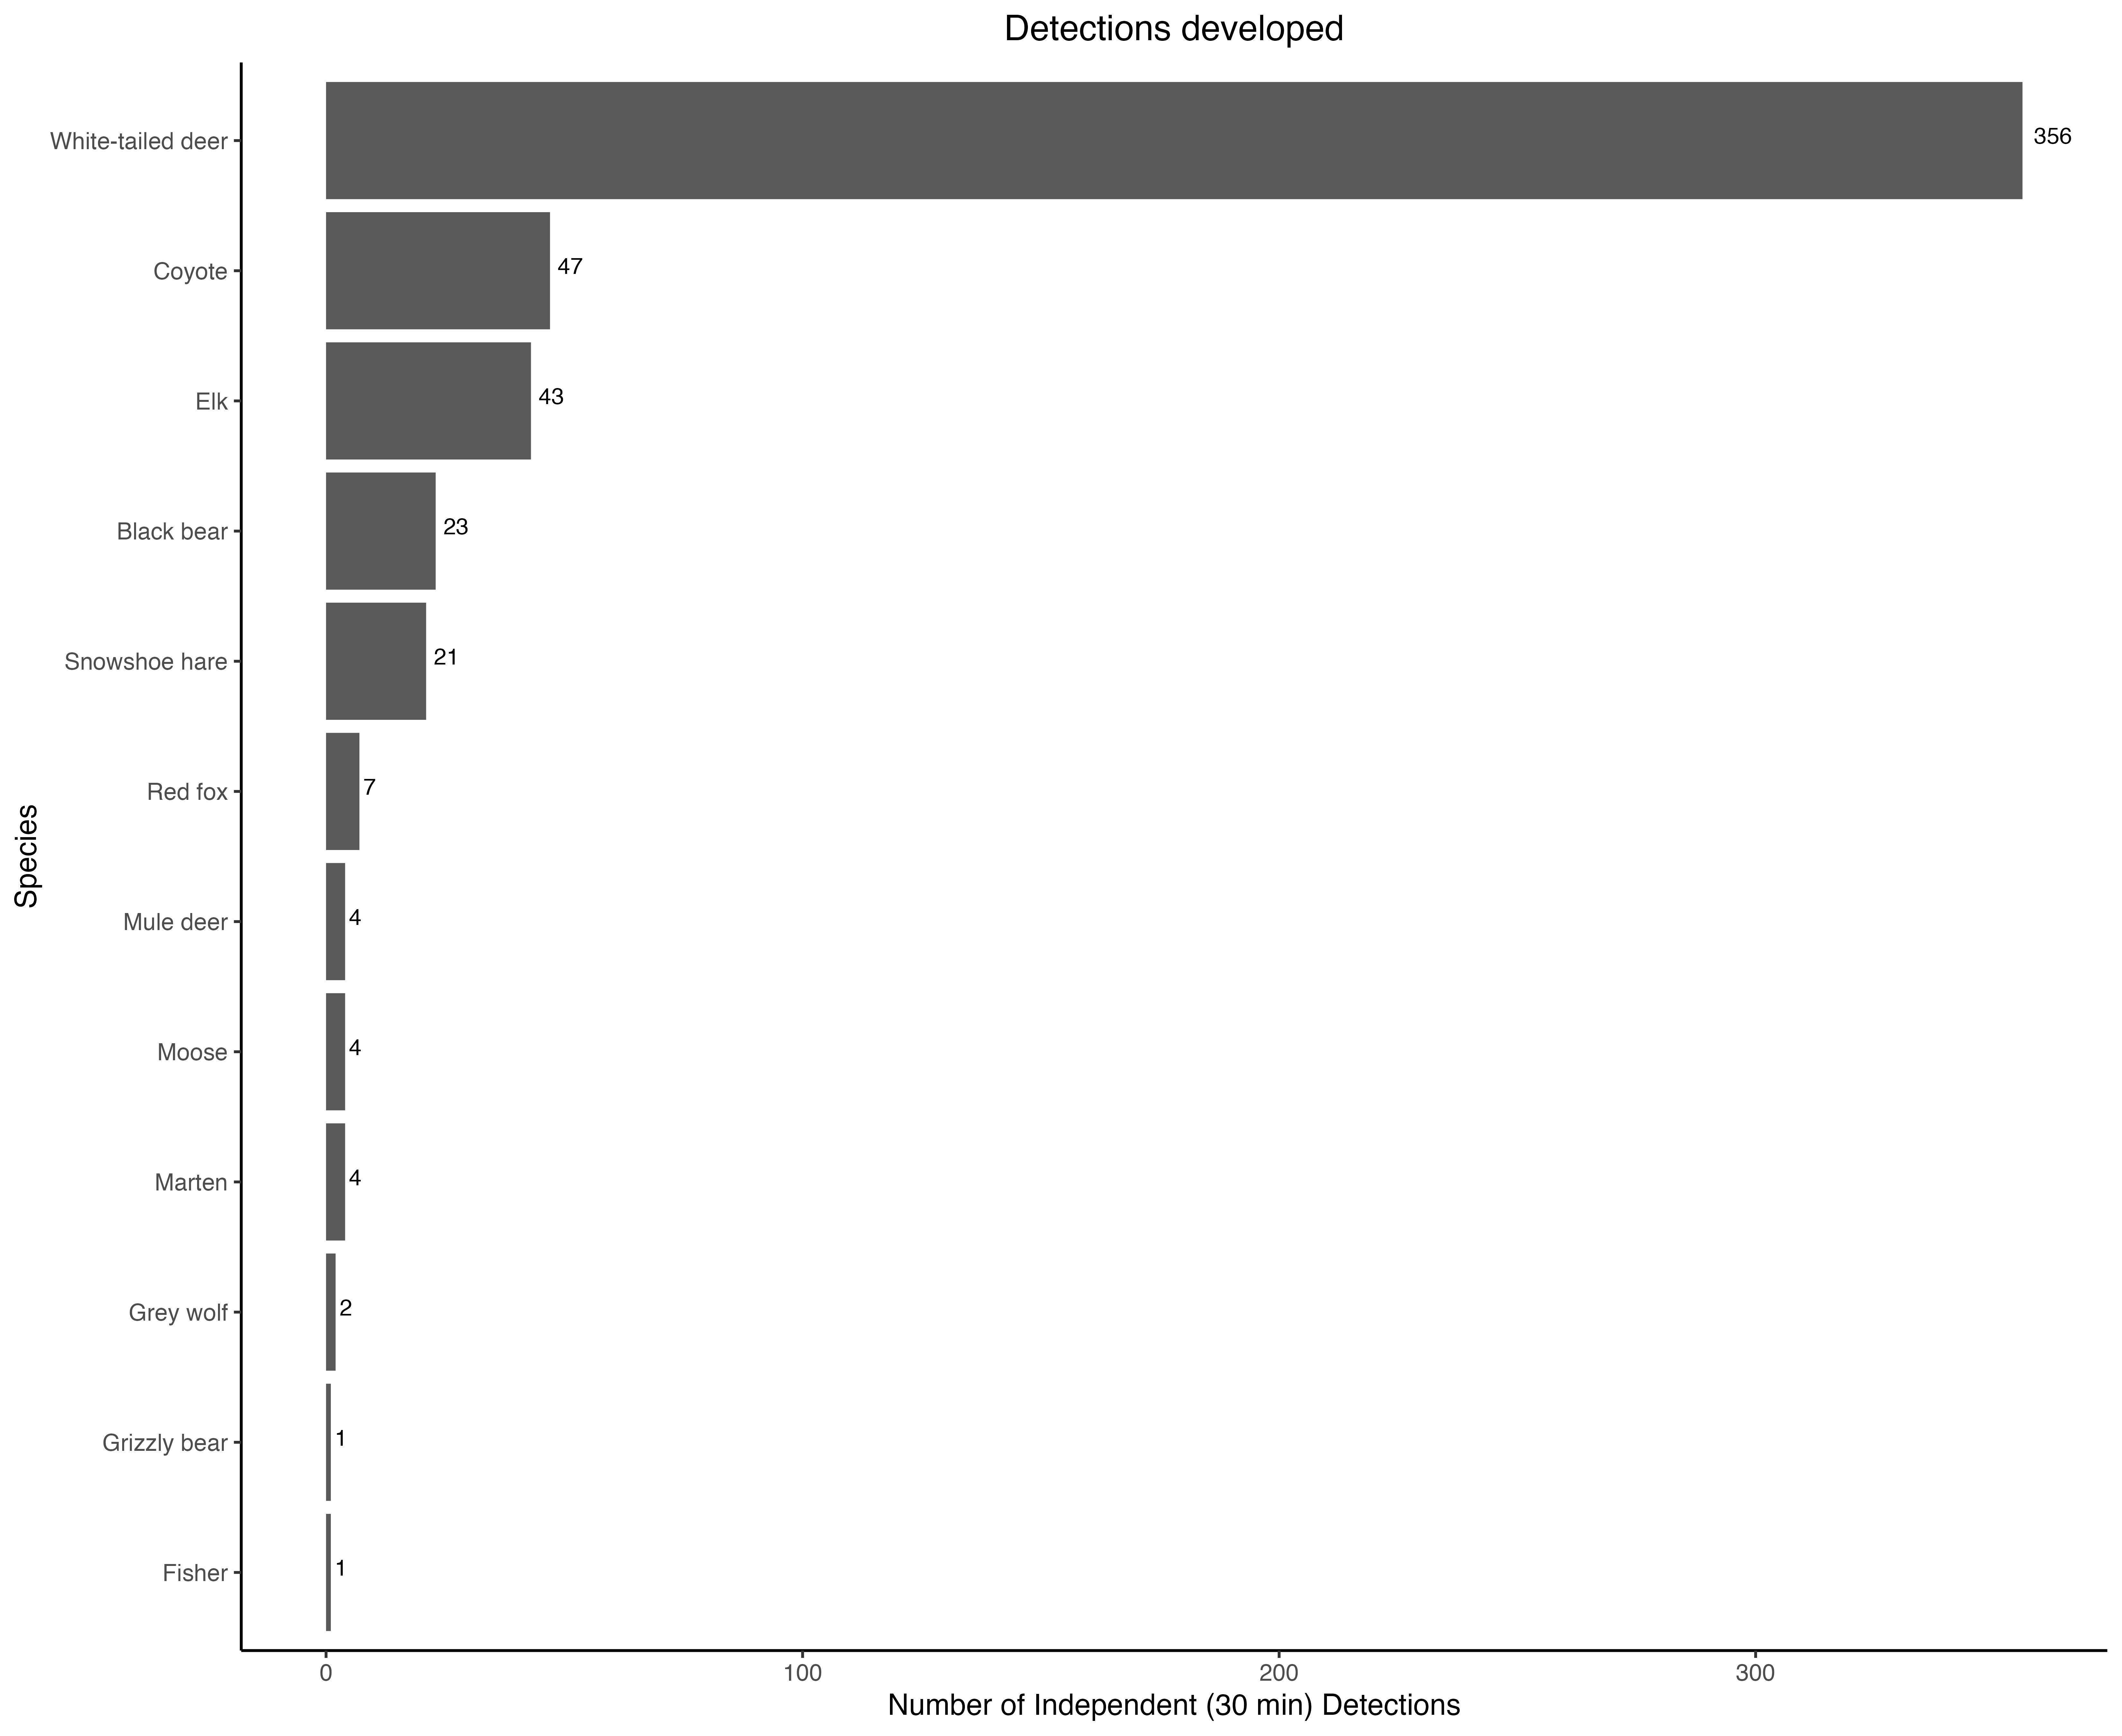 Detections developed
White-tailed deer 356
Coyote 47
Elk 43
Black bear 23
Snowshoe hare 21
Red fox 7
Mule deer 4
Moose 4
Marten 4
Grey wolf 2
Grizzly bear 1
Fisher 1
Species
0 100 200 300
Number of Independent (30 min) Detections